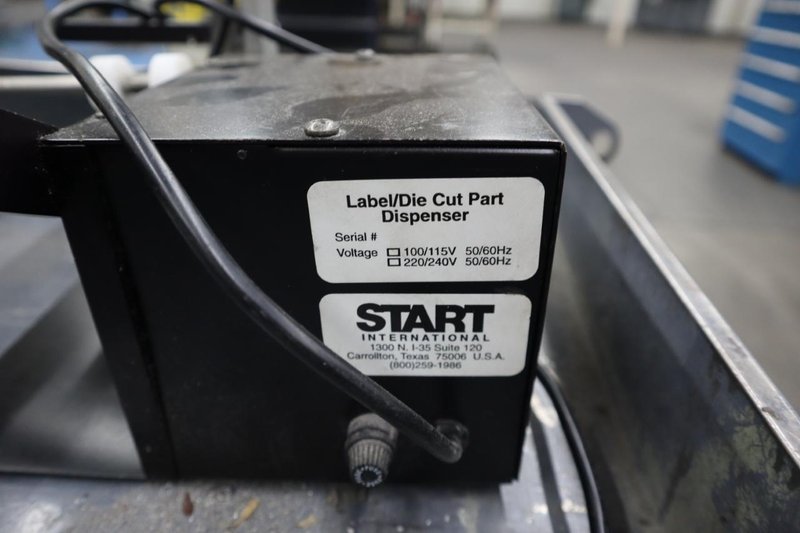 Label/Die Cut Part
Dispenser
Serial #
Voltage 100/115V 50/60Hz
220/240V 50/60Hz
START
INTERNATIONAL
1300 N. I-35 Suite 120
Carrollton, Texas 75006 U.S.A.
(800)259-1986